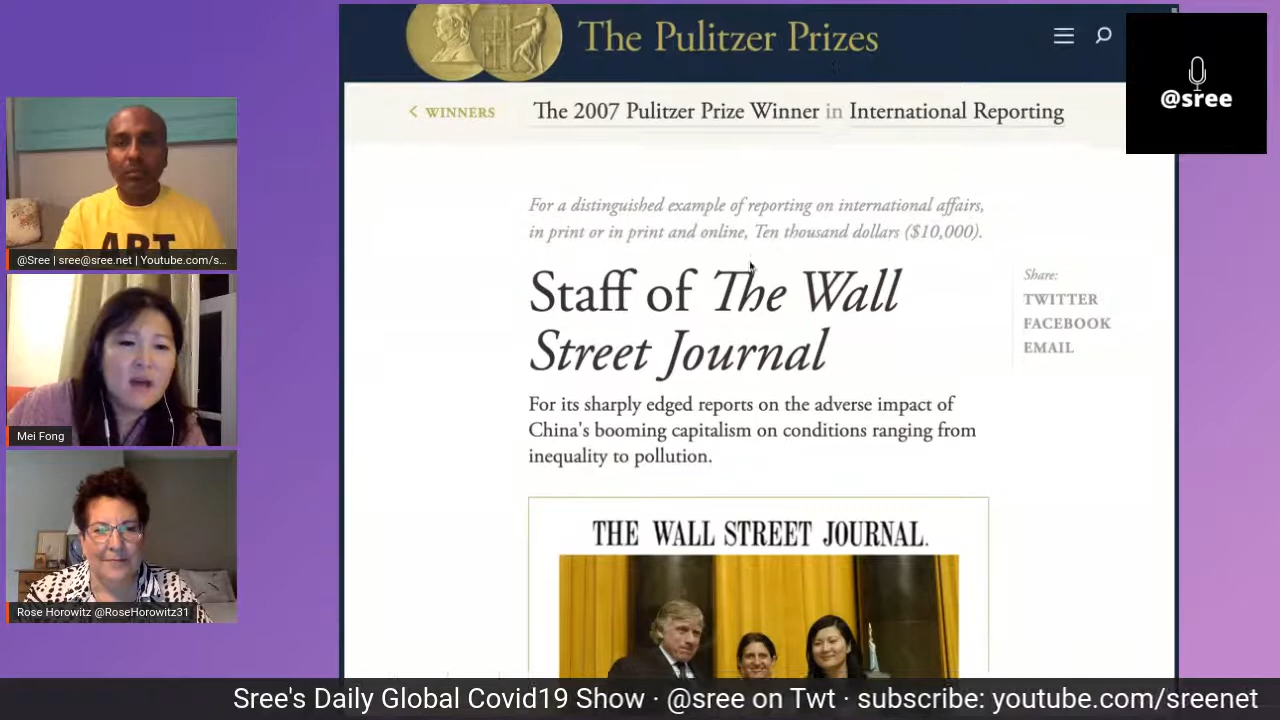 The Pulitzer Prizes
@sree
WINNERS
The 2007 Pulitzer Prize Winner in International Reporting
For a distinguished example of reporting on international affairs,
in print or in print and online, Ten thousand dollars ($10,000).
Staff of The Wall
Street Journal
Share:
TWITTER
FACEBOOK
EMAIL
For its sharply edged reports on the adverse impact of
China's booming capitalism on conditions ranging from
inequality to pollution.
THE WALL STREET JOURNAL.
ART
@Sree | sree@sree.net | Youtube.com/s...
Mei Fong
Rose Horowitz @RoseHorowitz31
Sree's Daily Global Covid19 Show · @sree on Twt · subscribe: youtube.com/sreenet